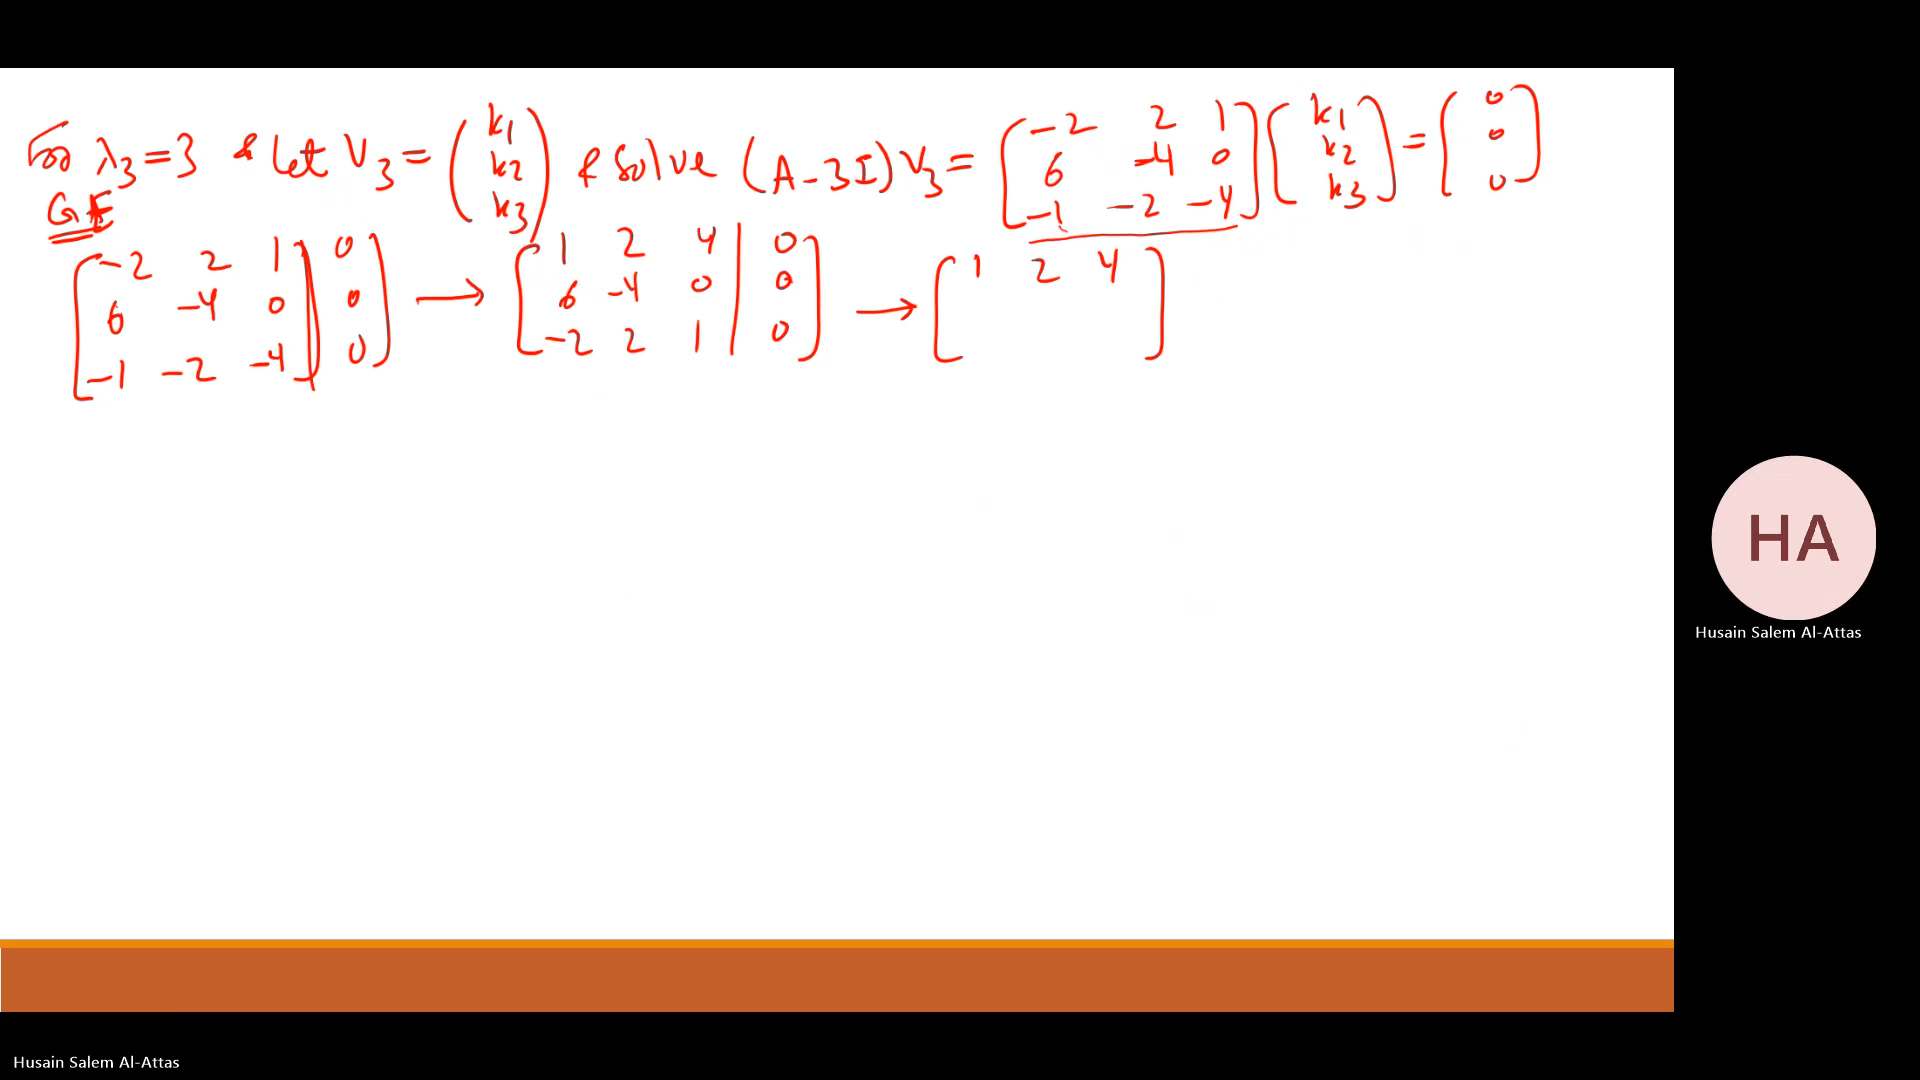 For λ3 = 3 & let V3 = (k1 k2 k3) & solve (A - 3I) V3 = [-2 2 1; 6 -4 0; -1 -2 -4] [k1 k2 k3] = [0 0 0]
GE
[-2 2 1 | 0; 6 -4 0 | 0; -1 -2 -4 | 0] → [1 2 4 | 0; 6 -4 0 | 0; -2 2 1 | 0] → [1 2 4]
HA
Husain Salem Al-Attas
Husain Salem Al-Attas